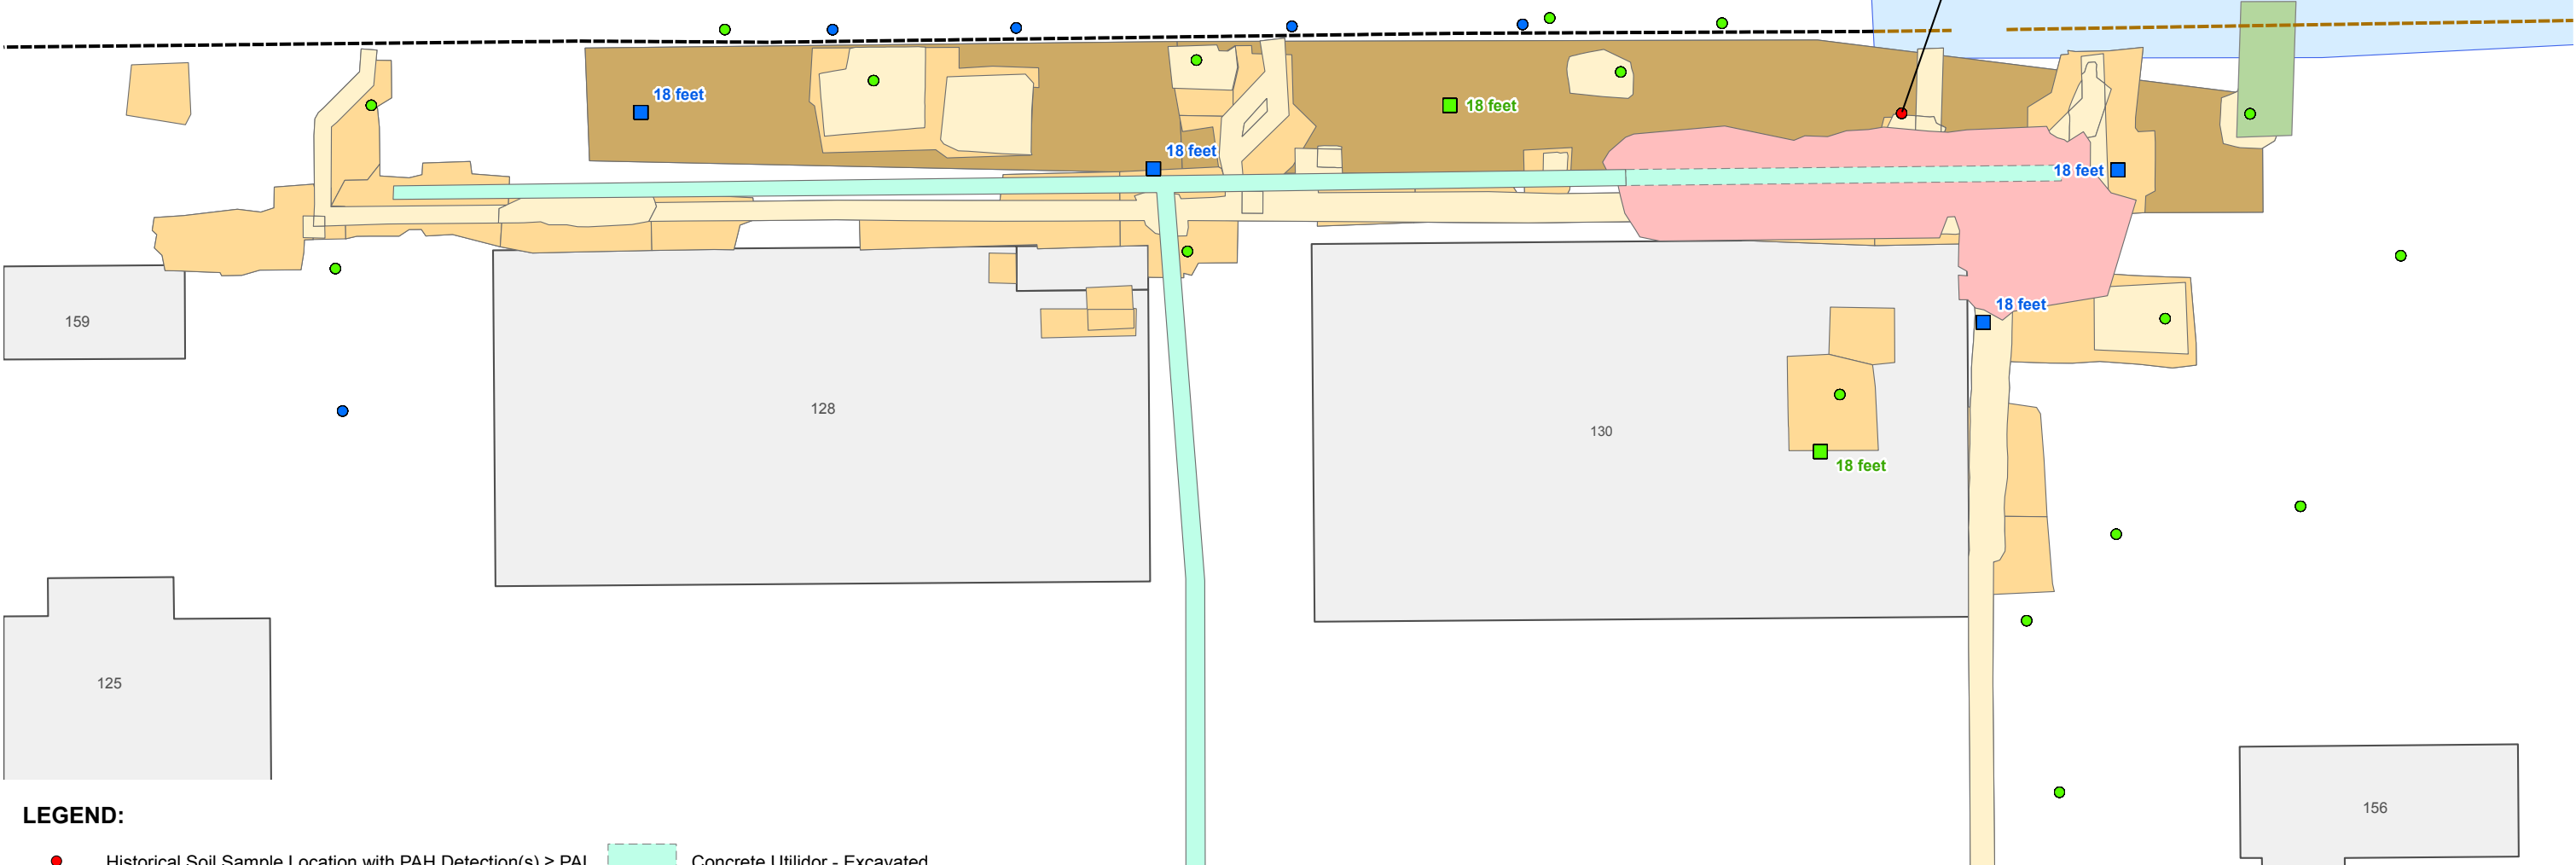 18 feet
18 feet
18 feet
18 feet
18 feet
159
128
130
18 feet
125
156
LEGEND:
Historical Soil Sample Location with PAH Detection(s) ≥ PAL
Concrete Utilidor - Excavated